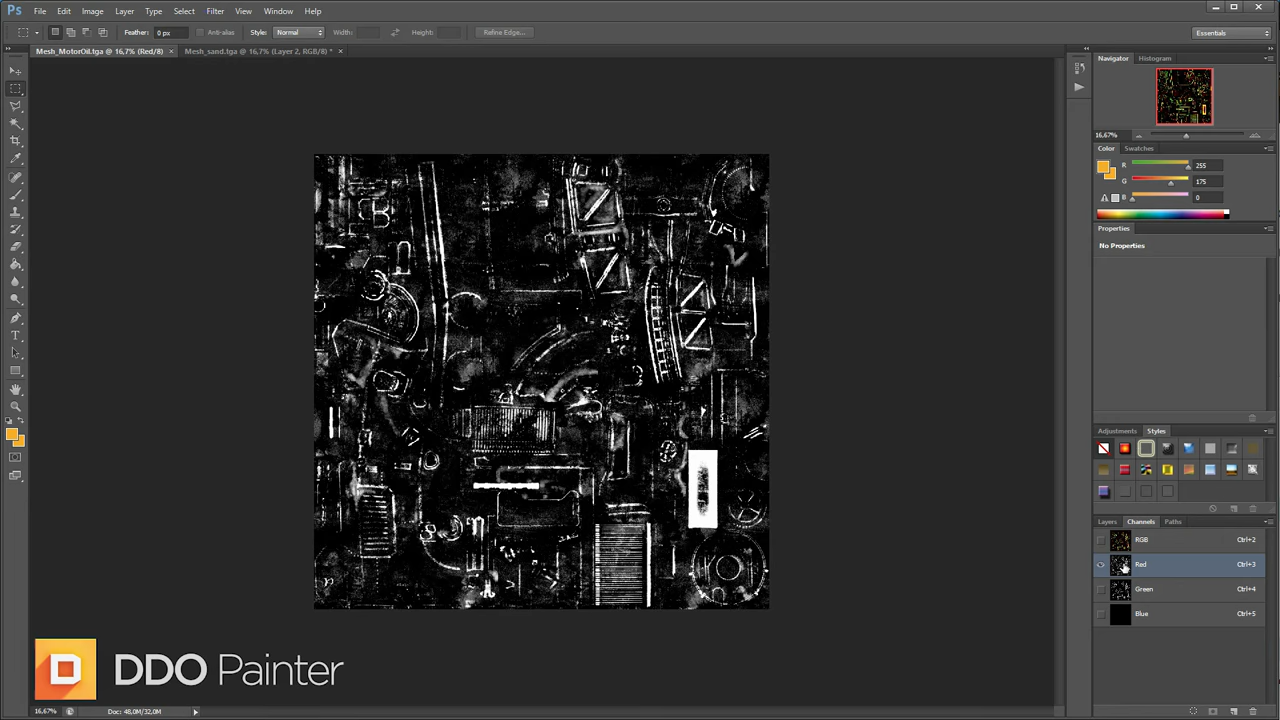 Ps File Edit Image Layer Type Select Filter View Window Help
Feather: 0 px Anti-alias Style: Normal Width: Height: Refine Edge... Essentials
Mesh_MotorOil.tga @ 16,7% (Red/8) × Mesh_sand.tga @ 16,7% (Layer 2, RGB/8) * ×
Navigator Histogram
16,67%
Color Swatches
R 255
G 175
B 0
Properties
No Properties
Adjustments Styles
Layers Channels Paths
RGB Ctrl+2
Red Ctrl+3
Green Ctrl+4
Blue Ctrl+5
DDO Painter
16,67% Doc: 48,0M/32,0M